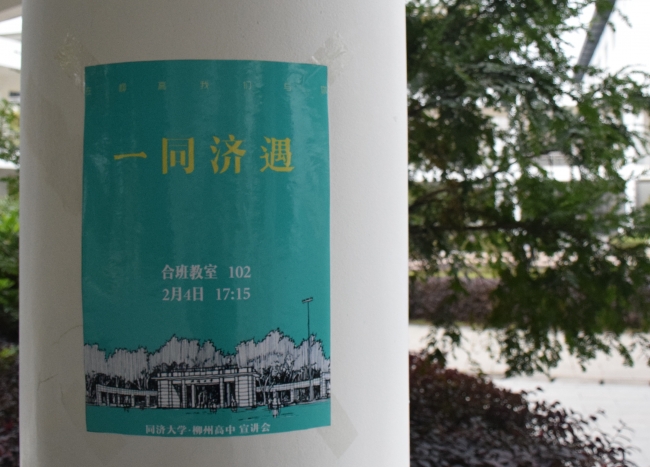 一同济遇
合班教室 102
2月4日 17:15
同济大学·柳州高中 宣讲会